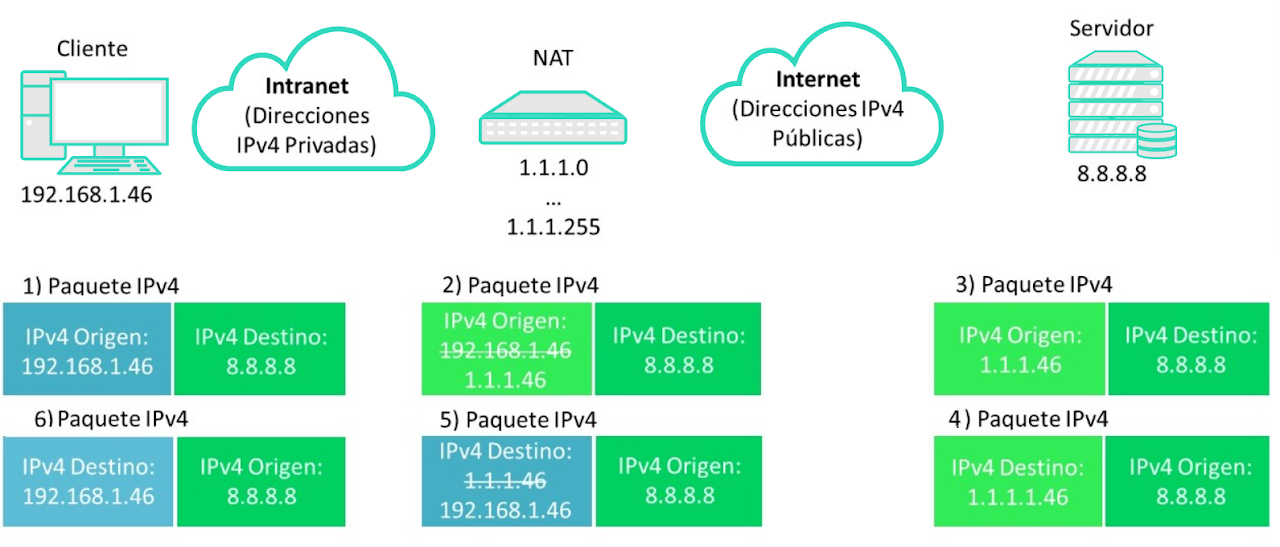 Cliente
192.168.1.46
Intranet
(Direcciones
IPv4 Privadas)
NAT
1.1.1.0
...
1.1.1.255
Internet
(Direcciones IPv4
Públicas)
Servidor
8.8.8.8
1) Paquete IPv4
IPv4 Origen:
192.168.1.46
IPv4 Destino:
8.8.8.8
2) Paquete IPv4
IPv4 Origen:
192.168.1.46
1.1.1.46
IPv4 Destino:
8.8.8.8
3) Paquete IPv4
IPv4 Origen:
1.1.1.46
IPv4 Destino:
8.8.8.8
6) Paquete IPv4
IPv4 Destino:
192.168.1.46
IPv4 Origen:
8.8.8.8
5) Paquete IPv4
IPv4 Destino:
1.1.1.46
192.168.1.46
IPv4 Origen:
8.8.8.8
4) Paquete IPv4
IPv4 Destino:
1.1.1.1.46
IPv4 Origen:
8.8.8.8